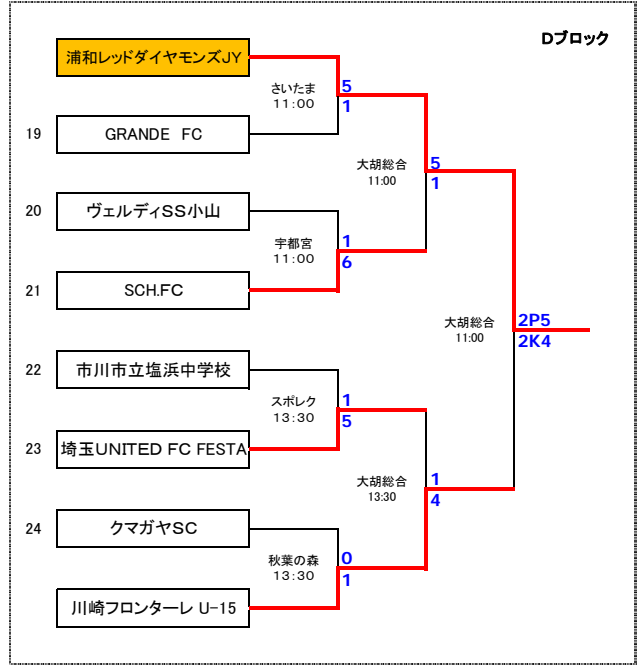 Dブロック
浦和レッドダイヤモンズJY
さいたま
11:00
5
1
19
GRANDE　FC
大胡総合
11:00
5
1
20
ヴェルディSS小山
宇都宮
11:00
1
6
21
SCH.FC
大胡総合
11:00
2P5
2K4
22
市川市立塩浜中学校
スポレク
13:30
1
5
23
埼玉UNITED FC FESTA
大胡総合
13:30
1
4
24
クマガヤSC
秋葉の森
13:30
0
1
川崎フロンターレ U-15